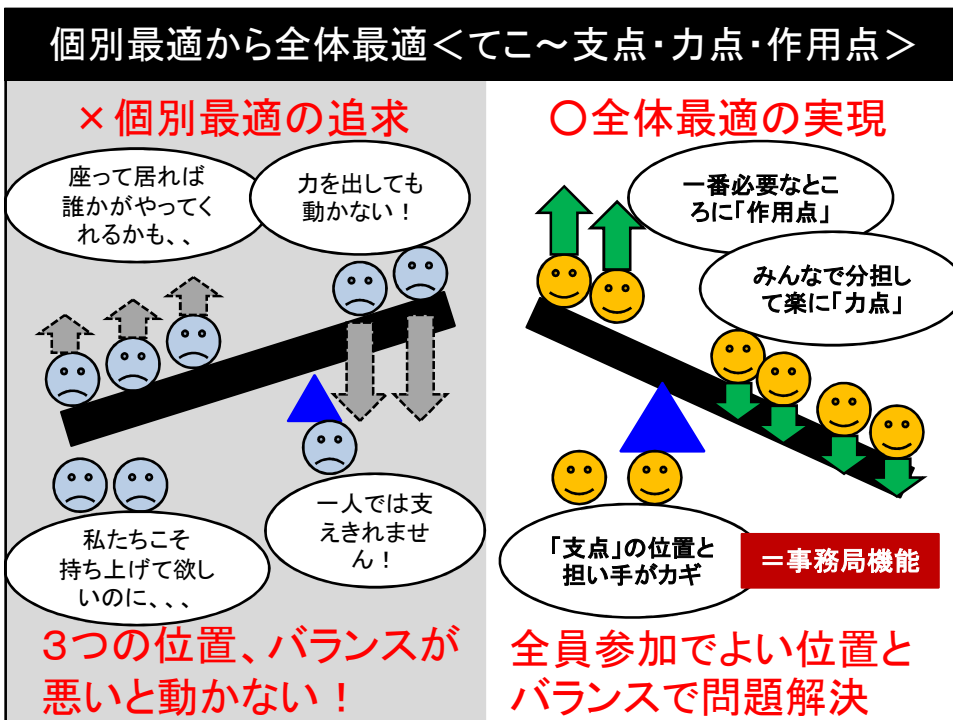 個別最適から全体最適＜てこ～支点・力点・作用点＞
×個別最適の追求
座って居れば
誰かがやってく
れるかも、、
力を出しても
動かない！
私たちこそ
持ち上げて欲し
いのに、、、
一人では支
えきれませ
ん！
３つの位置、バランスが
悪いと動かない！
〇全体最適の実現
一番必要なとこ
ろに「作用点」
みんなで分担し
て楽に「力点」
「支点」の位置と
担い手がカギ
＝事務局機能
全員参加でよい位置と
バランスで問題解決